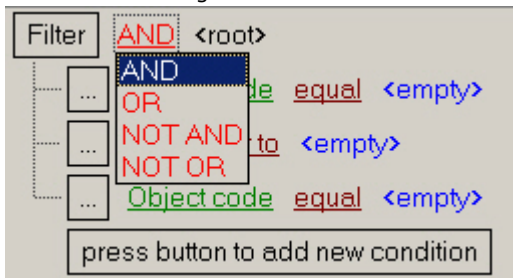 Filter AND <root>
AND
OR
NOT AND
NOT OR
... equal <empty>
... to <empty>
... Object code equal <empty>
press button to add new condition